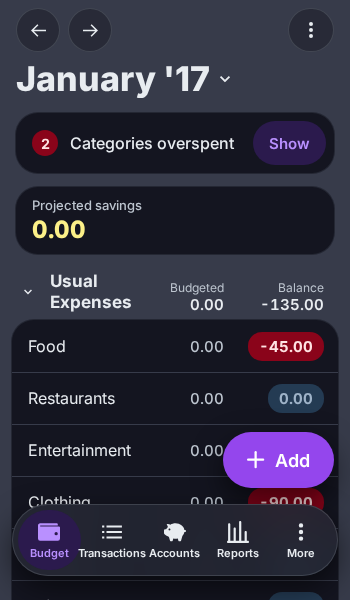 January '17
2 Categories overspent Show
Projected savings
0.00
Usual Expenses Budgeted 0.00 Balance -135.00
Food 0.00 -45.00
Restaurants 0.00 0.00
Entertainment 0.00
+ Add
Clothing 0.00 -90.00
Budget Transactions Accounts Reports More